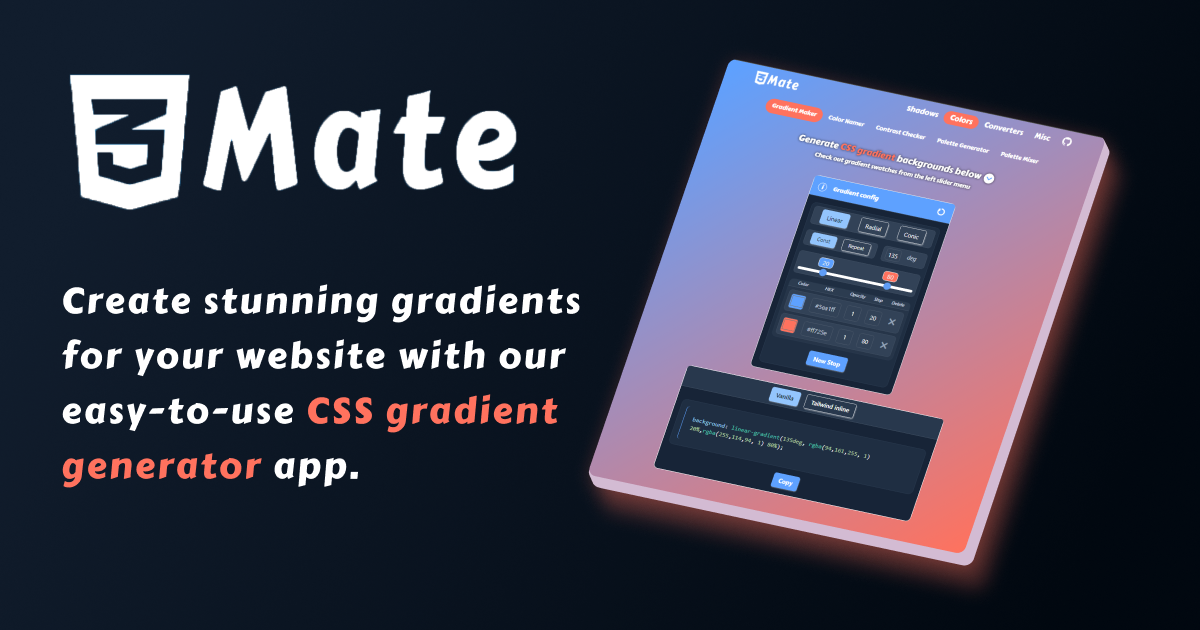 Mate
Create stunning gradients
for your website with our
easy-to-use CSS gradient
generator app.
Mate
Shadows Colors Converters Misc
Gradient Maker Color Namer Contrast Checker Palette Generator Palette Mixer
Generate CSS gradient backgrounds below
Check out gradient swatches from the left slider menu
Gradient config
Linear Radial Conic
Const Repeat 135 deg
20 80
Color HEX Opacity Stop Delete
#5ea1ff 1 20
#ff725e 1 80
New Stop
Vanilla Tailwind inline
background: linear-gradient(135deg, rgba(94,161,255, 1)
20%,rgba(255,114,94, 1) 80%);
Copy